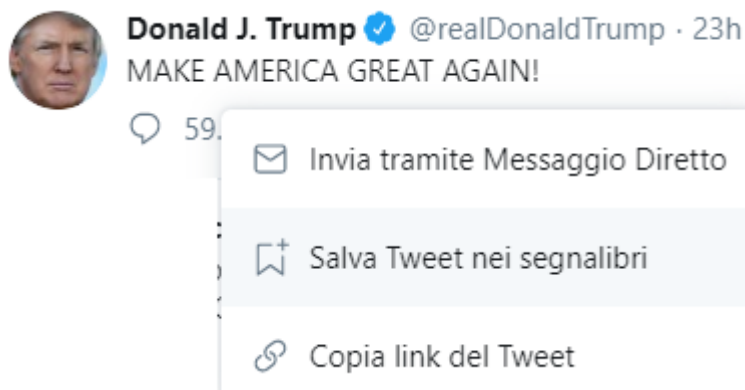 Donald J. Trump @realDonaldTrump · 23h
MAKE AMERICA GREAT AGAIN!
59.
Invia tramite Messaggio Diretto
Salva Tweet nei segnalibri
Copia link del Tweet